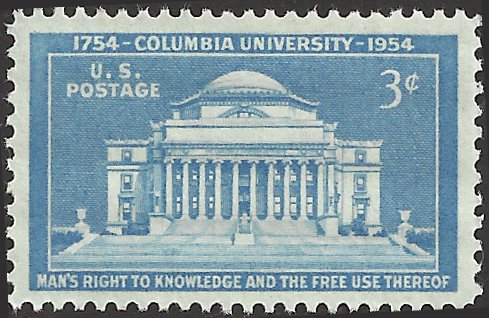 1754 - COLUMBIA UNIVERSITY - 1954
U. S.
POSTAGE
3¢
MAN'S RIGHT TO KNOWLEDGE AND THE FREE USE THEREOF